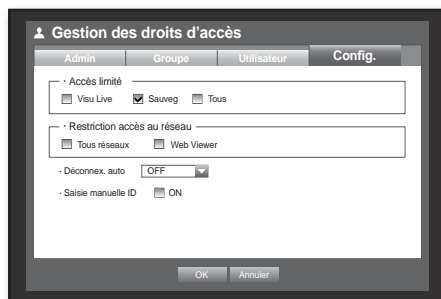 Gestion des droits d'accès
Admin Groupe Utilisateur Config.
· Accès limité
Visu Live Sauveg Tous
· Restriction accès au réseau
Tous réseaux Web Viewer
· Déconnex. auto OFF
· Saisie manuelle ID ON
OK Annuler